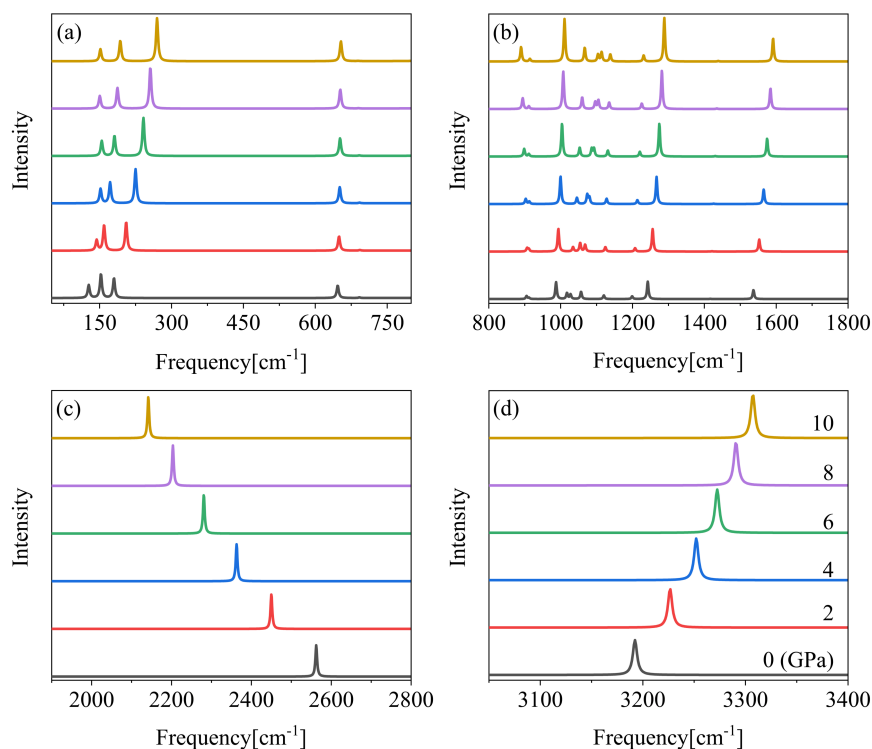 (a)
Intensity
150 300 450 600 750
Frequency[cm⁻¹]
(b)
Intensity
800 1000 1200 1400 1600 1800
Frequency[cm⁻¹]
(c)
Intensity
2000 2200 2400 2600 2800
Frequency[cm⁻¹]
(d)
10
8
6
4
2
0 (GPa)
Intensity
3100 3200 3300 3400
Frequency[cm⁻¹]